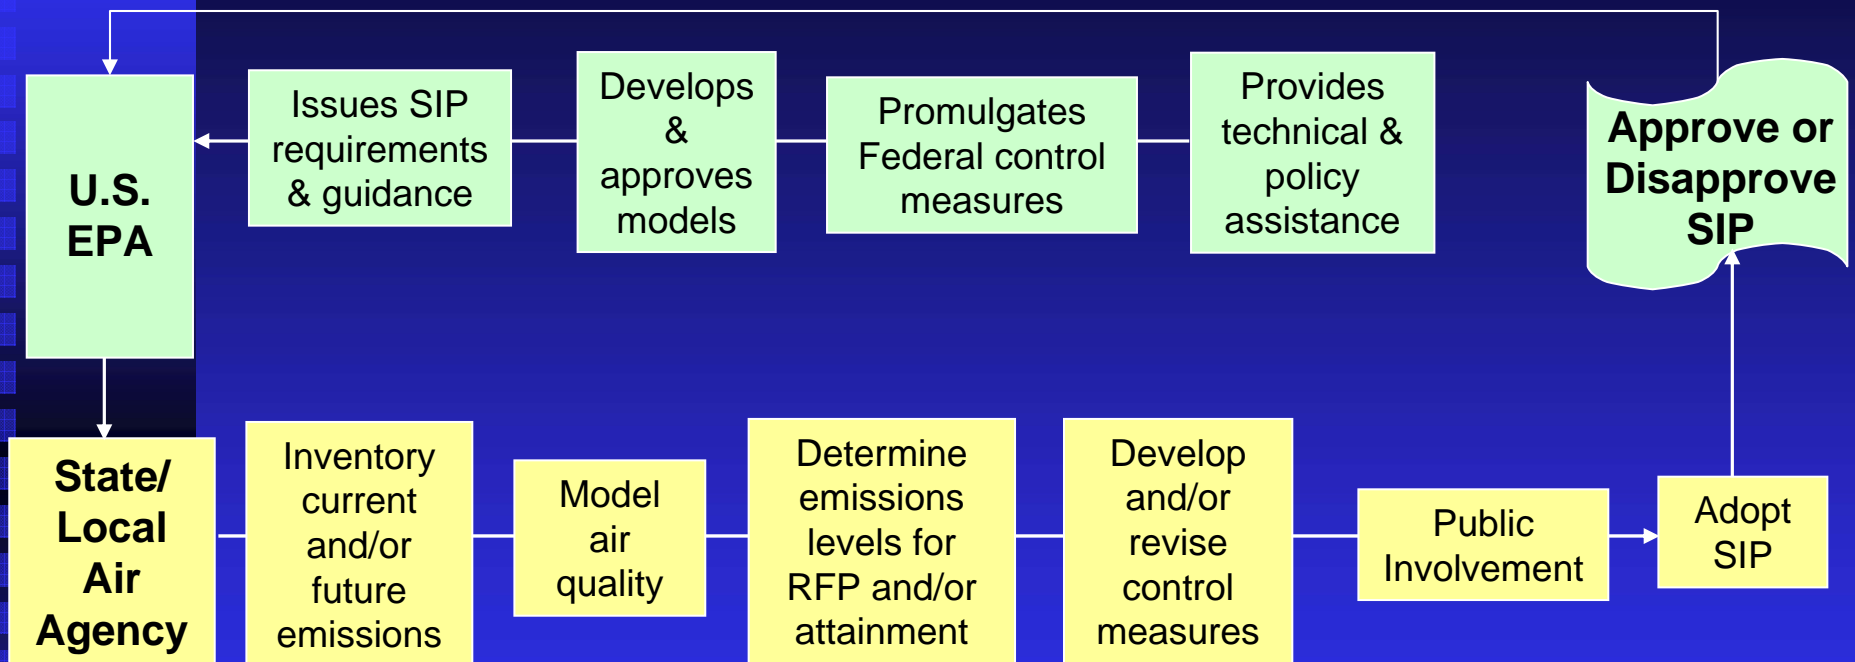 U.S.
EPA
Issues SIP
requirements
& guidance
Develops
&
approves
models
Promulgates
Federal control
measures
Provides
technical &
policy
assistance
Approve or
Disapprove
SIP
State/
Local
Air
Agency
Inventory
current
and/or
future
emissions
Model
air
quality
Determine
emissions
levels for
RFP and/or
attainment
Develop
and/or
revise
control
measures
Public
Involvement
Adopt
SIP